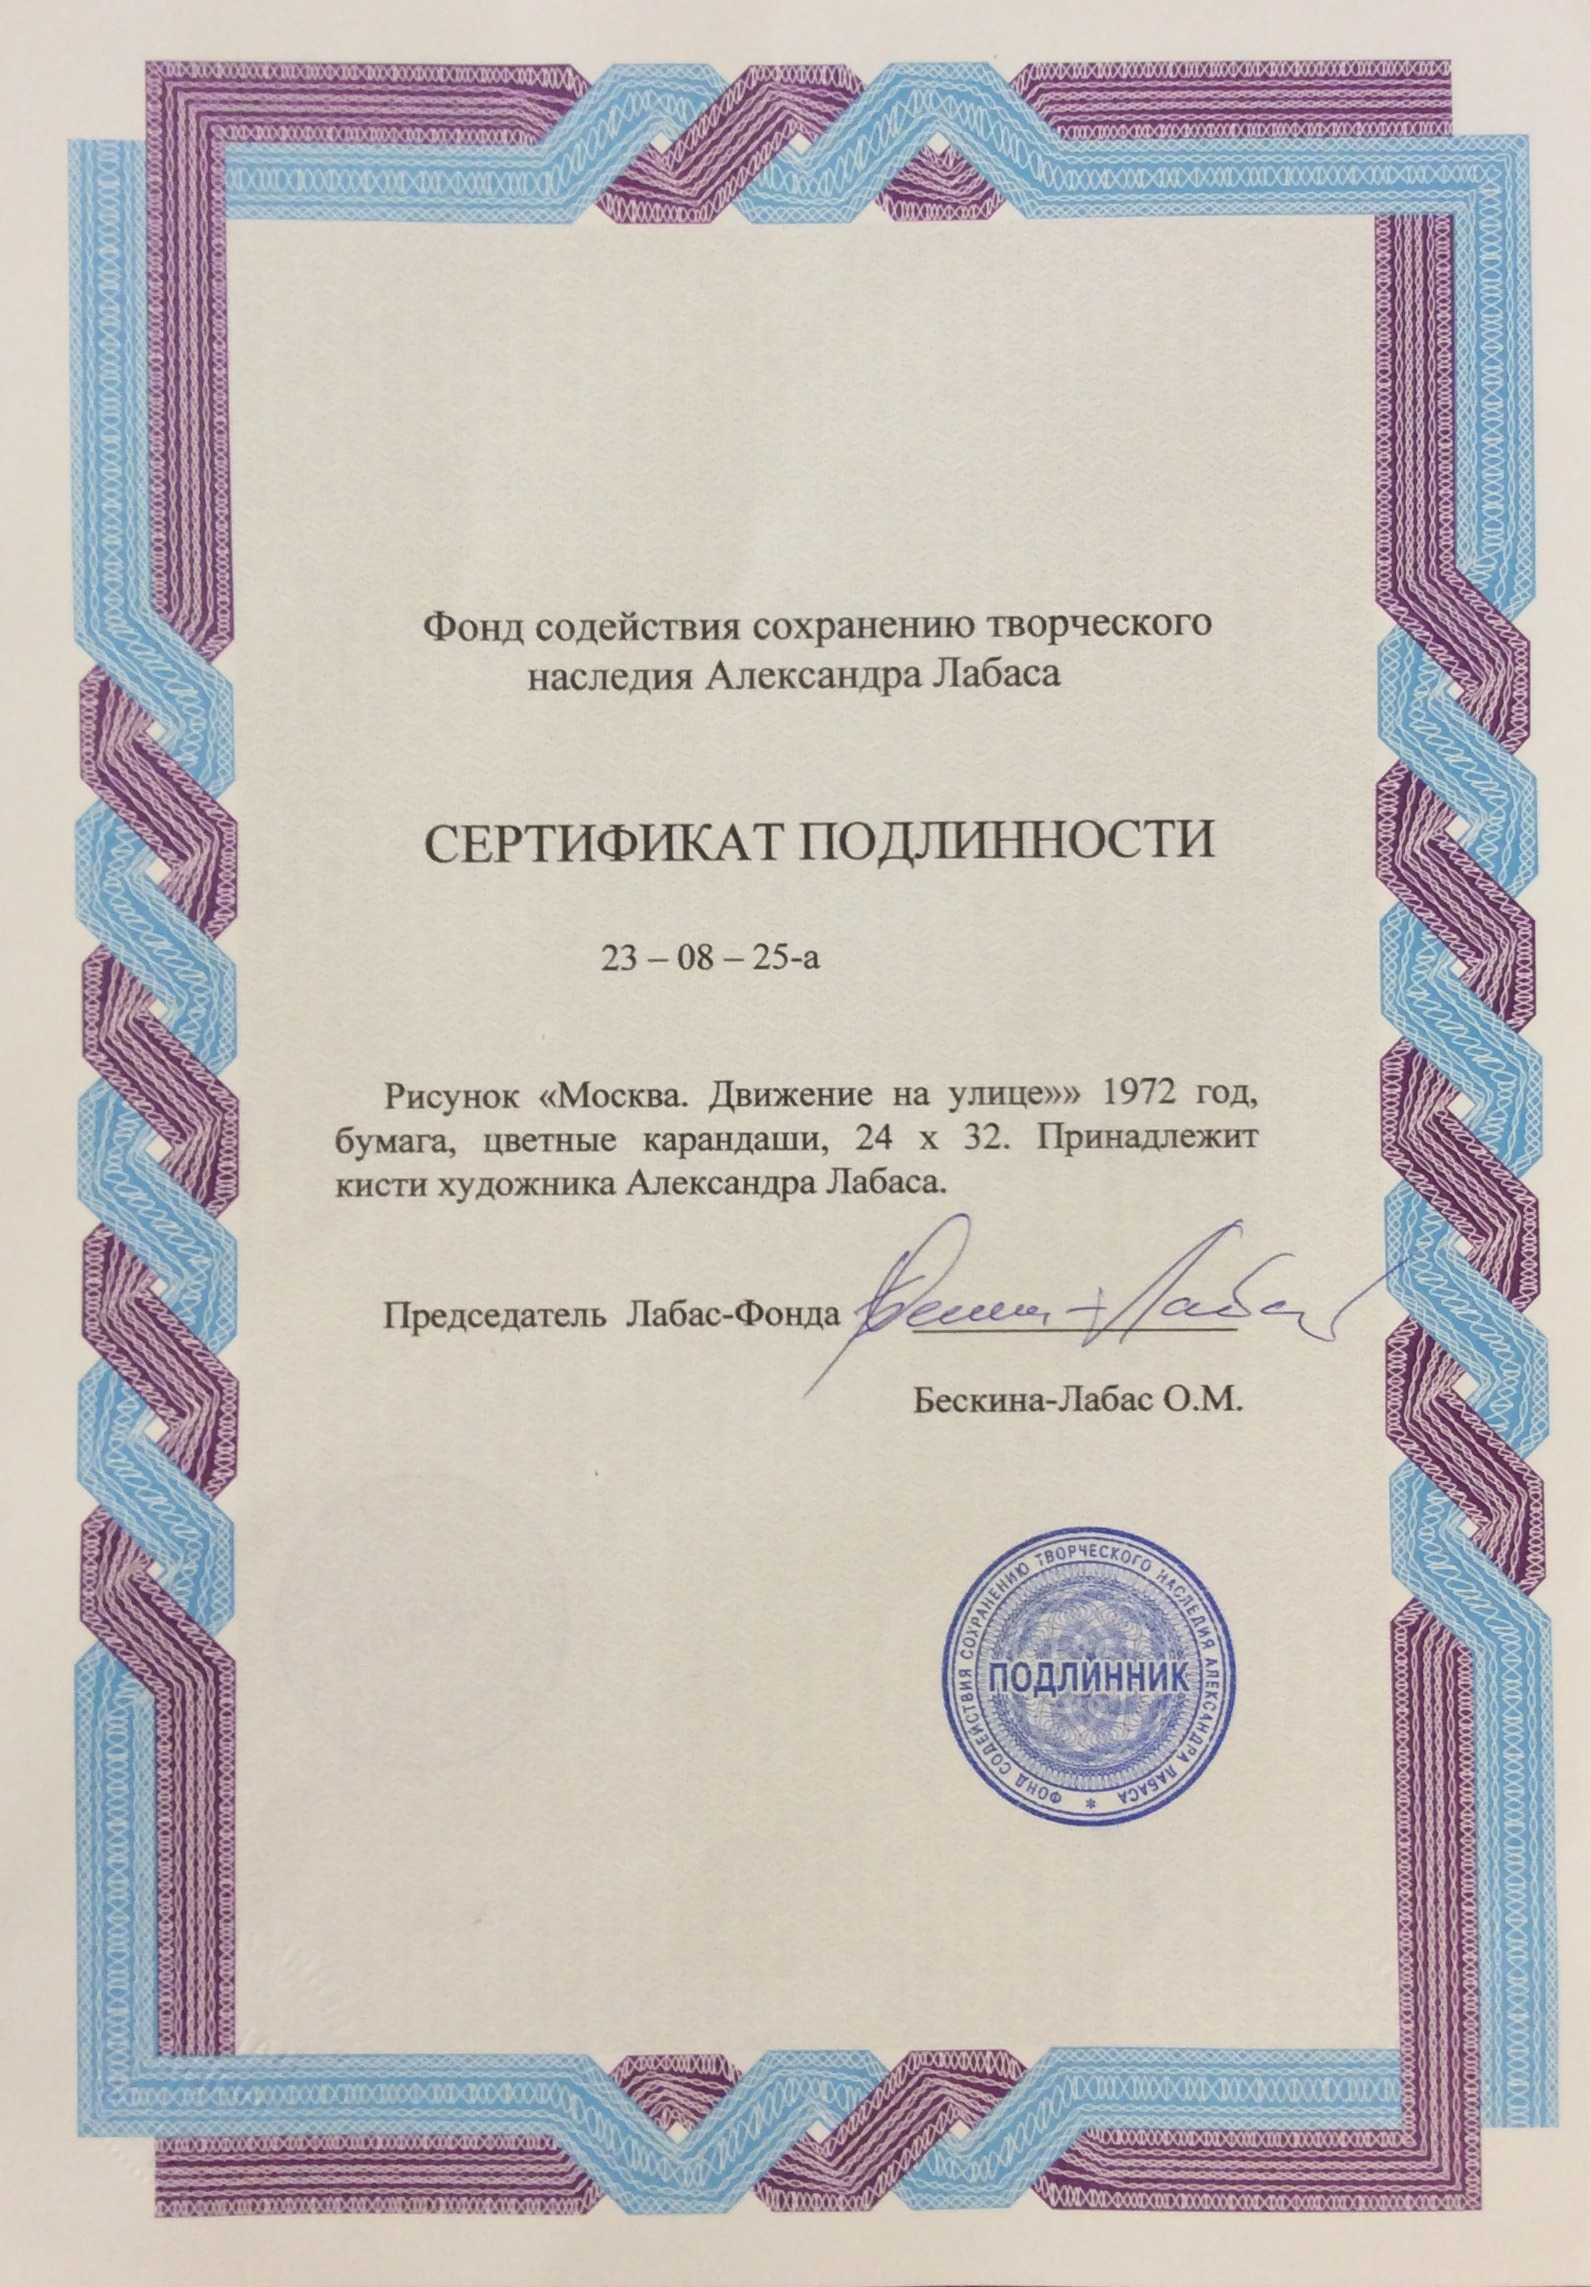 Фонд содействия сохранению творческого
наследия Александра Лабаса
СЕРТИФИКАТ ПОДЛИННОСТИ
23 – 08 – 25-а
Рисунок «Москва. Движение на улице»» 1972 год,
бумага, цветные карандаши, 24 х 32. Принадлежит
кисти художника Александра Лабаса.
Председатель Лабас-Фонда
Бескина-Лабас О.М.
ФОНД СОДЕЙСТВИЯ СОХРАНЕНИЮ ТВОРЧЕСКОГО НАСЛЕДИЯ АЛЕКСАНДРА ЛАБАСА *
ПОДЛИННИК